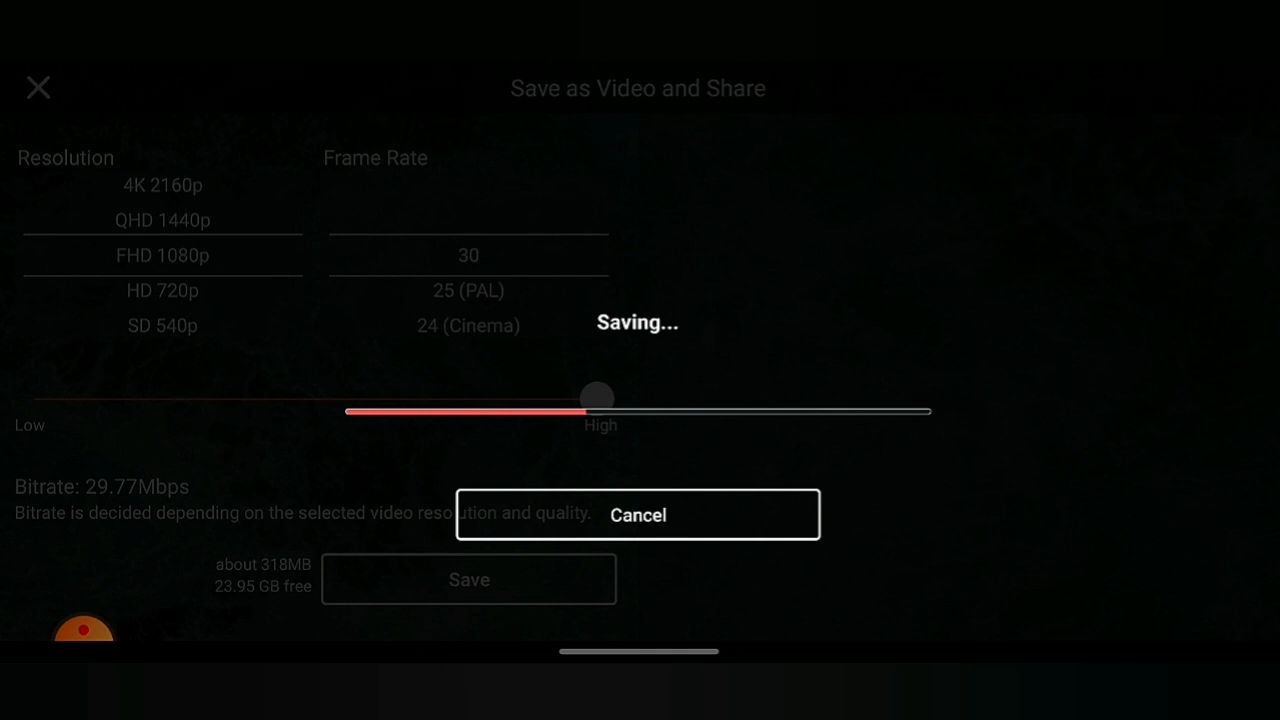 Save as Video and Share
Resolution
Frame Rate
4K 2160p
QHD 1440p
FHD 1080p
HD 720p
SD 540p
30
25 (PAL)
24 (Cinema)
Saving...
Low
High
Bitrate: 29.77Mbps
Bitrate is decided depending on the selected video resolution and quality.
Cancel
about 318MB
23.95 GB free
Save